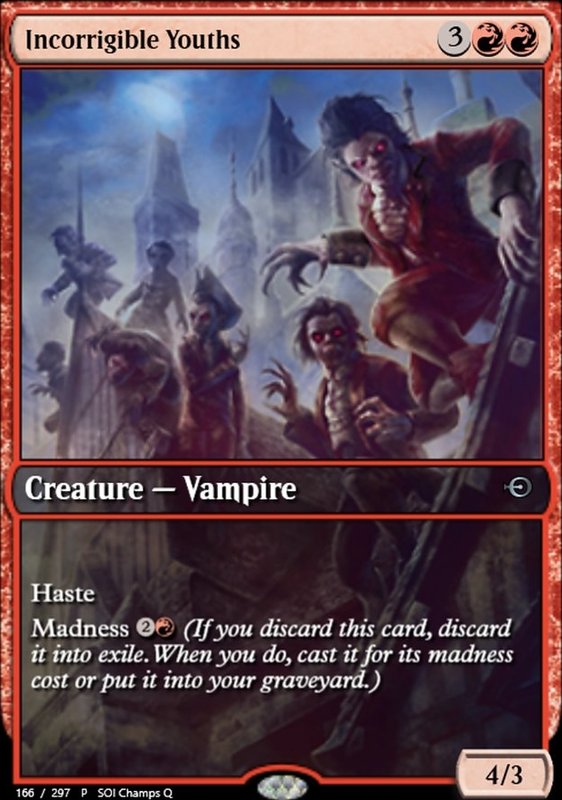 Incorrigible Youths 3
Creature — Vampire
Haste
Madness 2 (If you discard this card, discard
it into exile. When you do, cast it for its madness
cost or put it into your graveyard.)
4/3
166 / 297 P SOI Champs Q